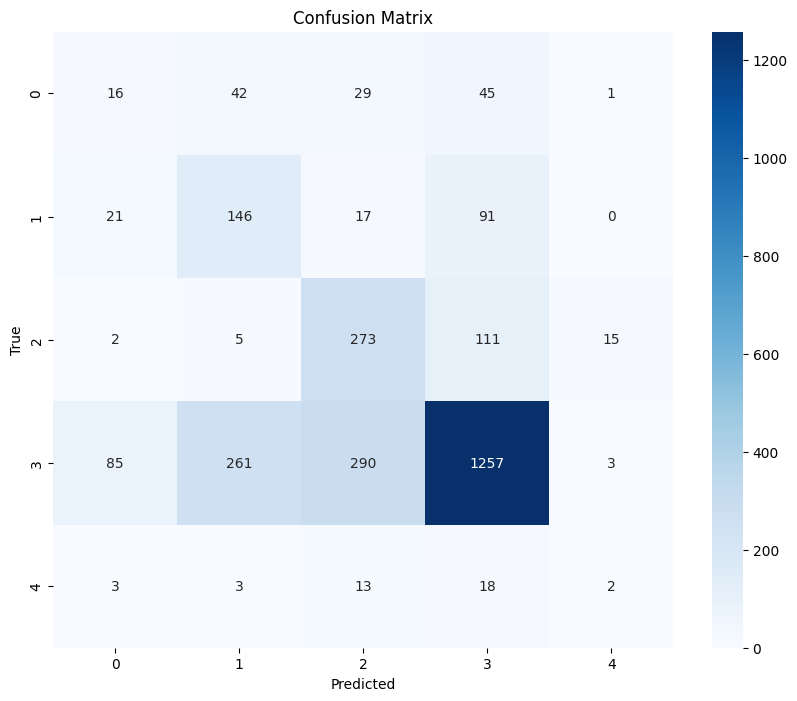 Confusion Matrix
0 16 42 29 45 1
1 21 146 17 91 0
2 2 5 273 111 15
3 85 261 290 1257 3
4 3 3 13 18 2
0 1 2 3 4
Predicted
True
1200
1000
800
600
400
200
0